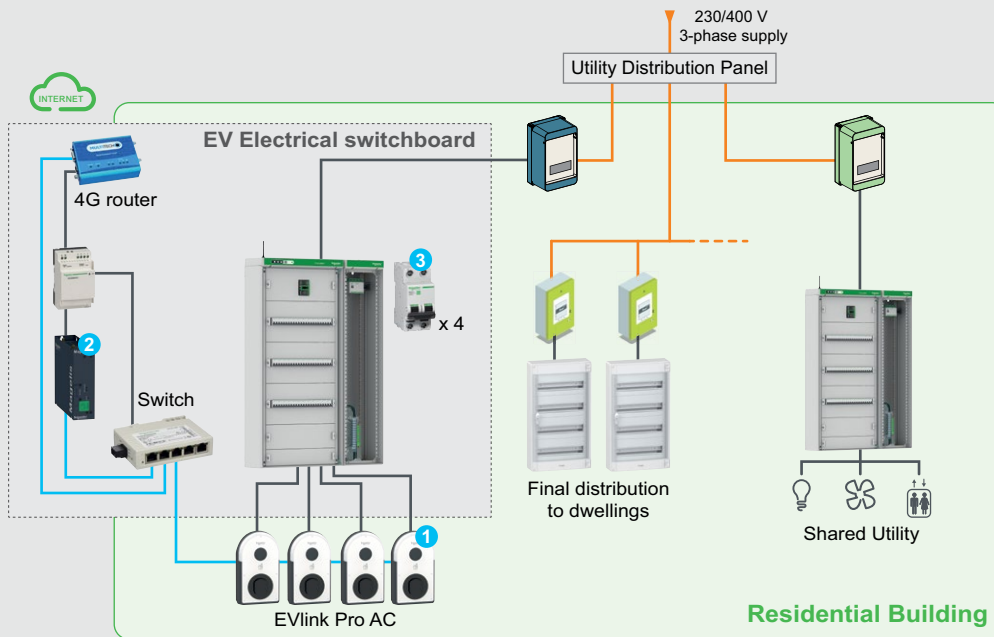 230/400 V
3-phase supply
Utility Distribution Panel
INTERNET
EV Electrical switchboard
4G router
3
x 4
2
Switch
Final distribution
to dwellings
Shared Utility
1
EVlink Pro AC
Residential Building